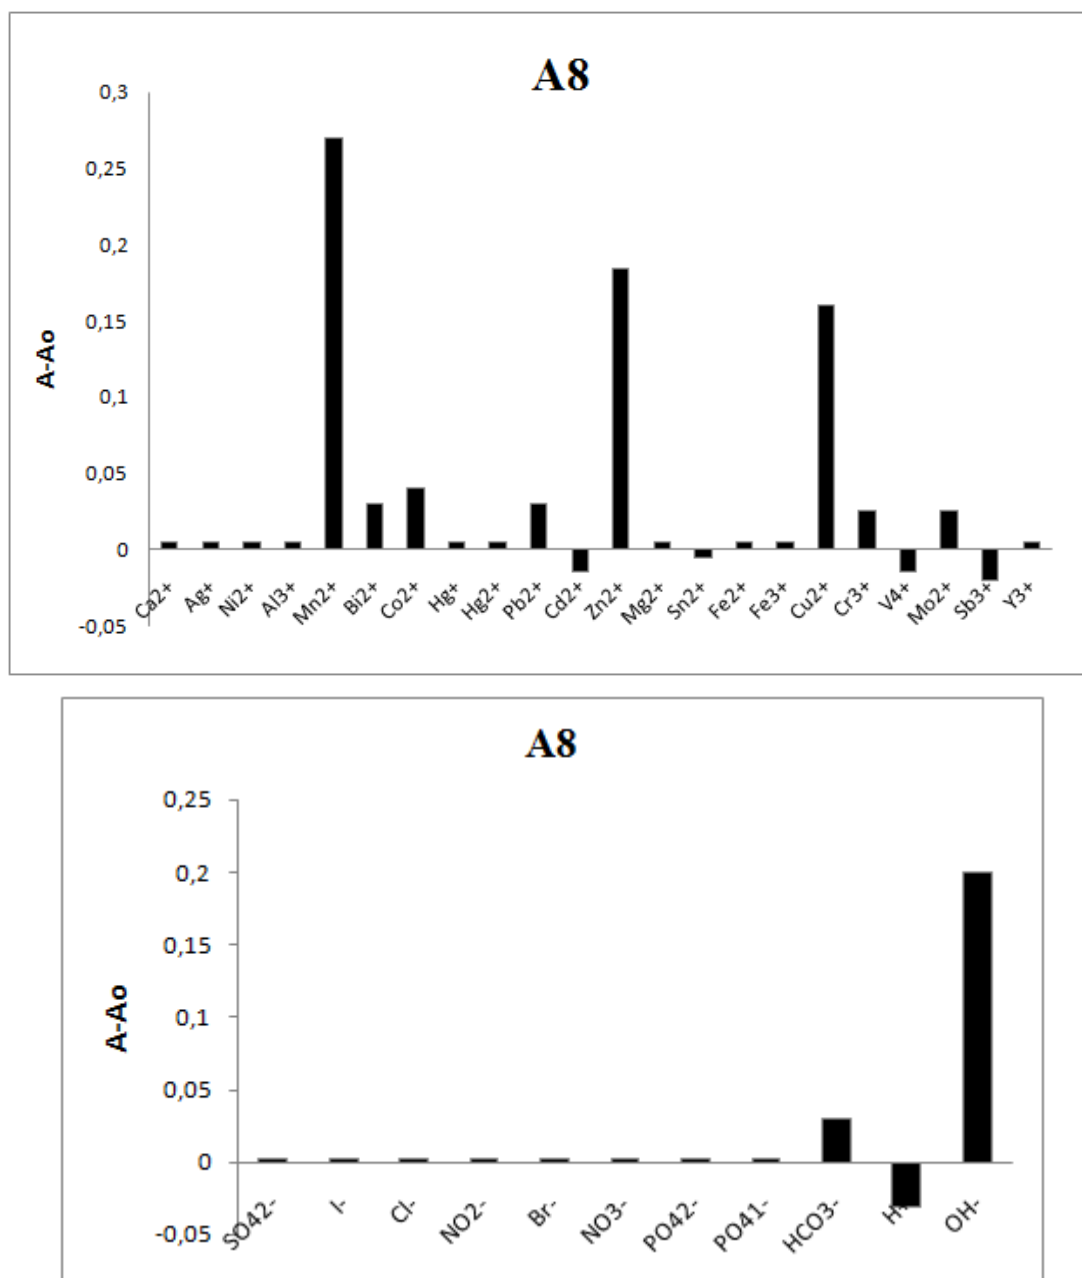 A8
A-Ao
0,3
0,25
0,2
0,15
0,1
0,05
0
-0,05
Ca2+
Ag+
Ni2+
Al3+
Mn2+
Bi2+
Co2+
Hg+
Hg2+
Pb2+
Cd2+
Zn2+
Mg2+
Sn2+
Fe2+
Fe3+
Cu2+
Cr3+
V4+
Mo2+
Sb3+
Y3+
A8
A-Ao
0,25
0,2
0,15
0,1
0,05
0
-0,05
SO42-
I-
Cl-
NO2-
Br-
NO3-
PO42-
PO41-
HCO3-
OH-